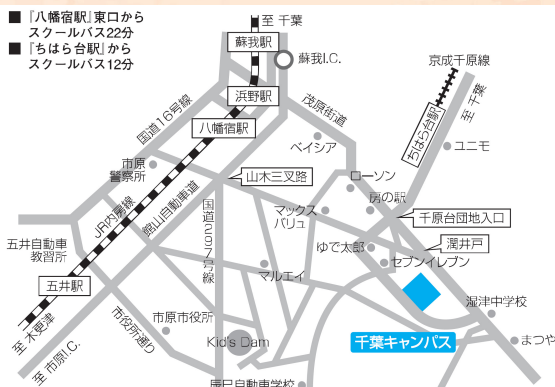 ■『八幡宿駅』東口から
スクールバス22分
■『ちはら台駅』から
スクールバス12分
至 千葉
蘇我駅
蘇我I.C.
京成千原線
至 千葉
ちはら台駅
浜野駅
茂原街道
国道16号線
八幡宿駅
ベイシア
ユニモ
市原
警察所
山木三叉路
ローソン
房の駅
JR内房線
館山自動車道
国道297号線
マックス
バリュ
千原台団地入口
五井自動車
教習所
ゆで太郎
潤井戸
セブンイレブン
マルエイ
五井駅
湿津中学校
市役所通り
市原市役所
Kid's Dam
千葉キャンパス
まつや
至 木更津
至 市原I.C.
辰巳自動車学校